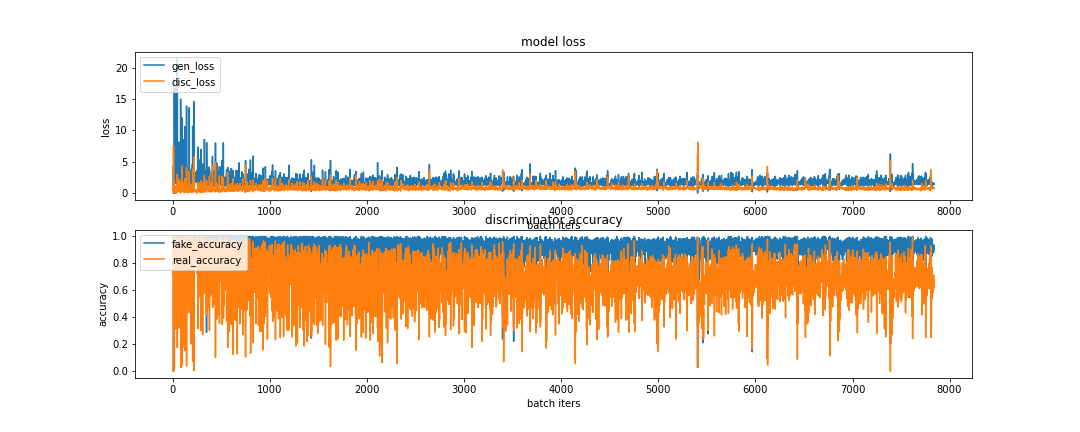 model loss
20
15
10
5
0
loss
gen_loss
disc_loss
0 1000 2000 3000 4000 5000 6000 7000 8000
batch iters
discriminator accuracy
1.0
0.8
0.6
0.4
0.2
0.0
accuracy
fake_accuracy
real_accuracy
0 1000 2000 3000 4000 5000 6000 7000 8000
batch iters